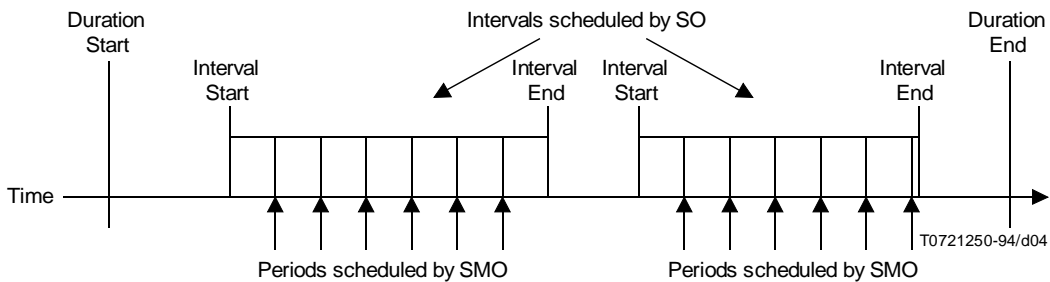 Duration
Start
Intervals scheduled by SO
Duration
End
Interval
Start
Interval
End
Interval
Start
Interval
End
Time
T0721250-94/d04
Periods scheduled by SMO
Periods scheduled by SMO